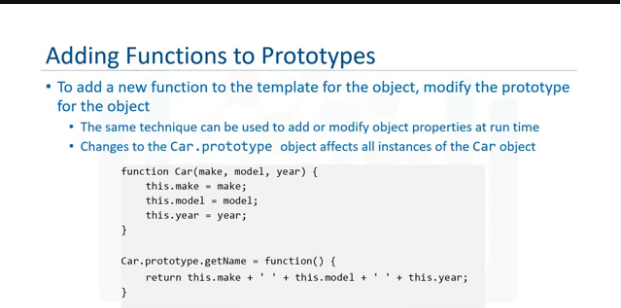 Adding Functions to Prototypes
• To add a new function to the template for the object, modify the prototype
for the object
• The same technique can be used to add or modify object properties at run time
• Changes to the Car.prototype object affects all instances of the Car object
function Car(make, model, year) {
    this.make = make;
    this.model = model;
    this.year = year;
}
Car.prototype.getName = function() {
    return this.make + ' ' + this.model + ' ' + this.year;
}